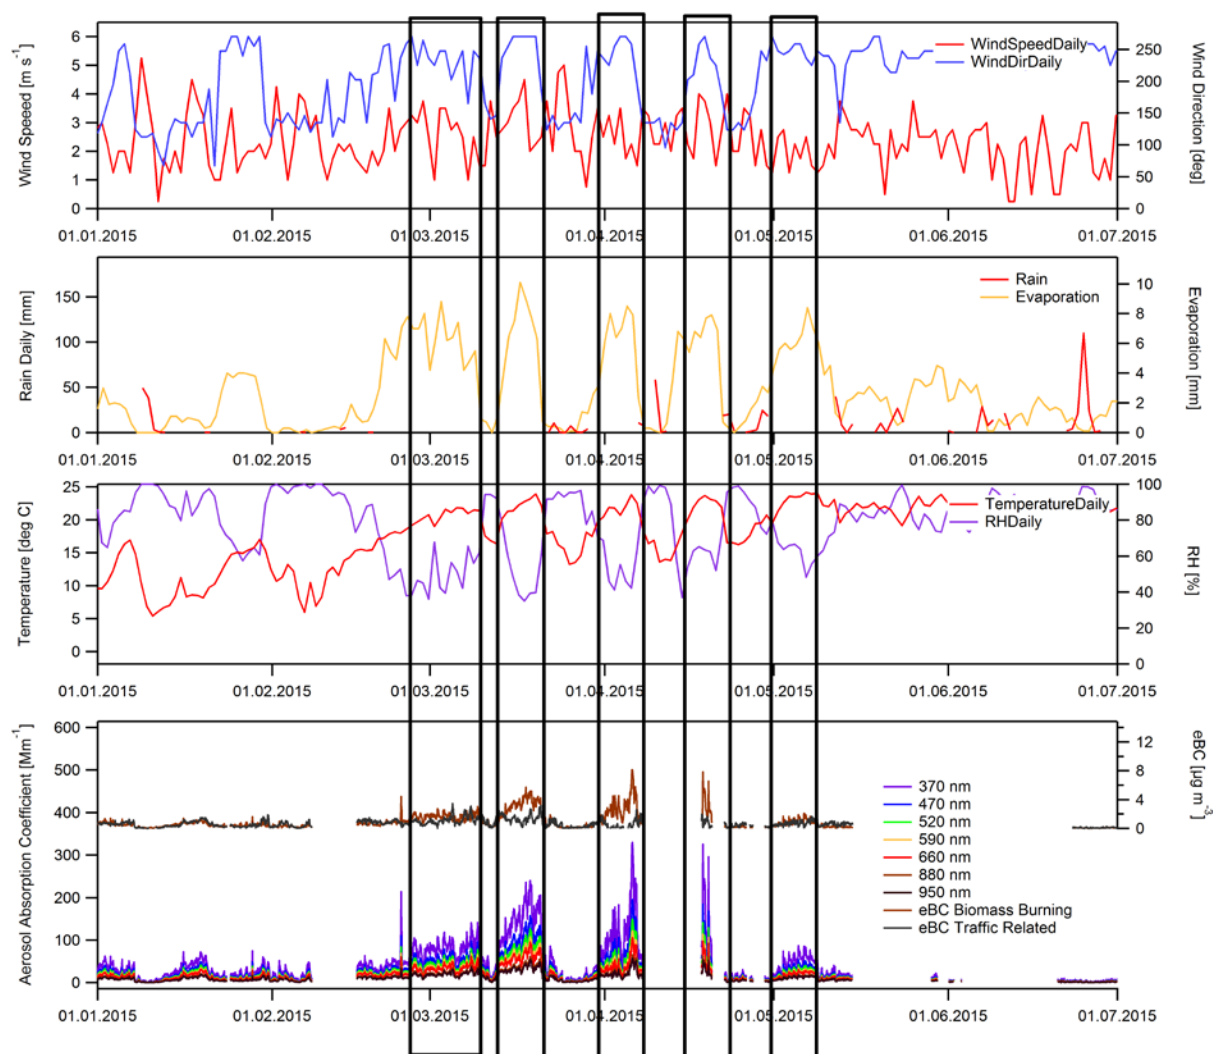 6
5
4
3
2
1
0
Wind Speed [m s-1]
250
200
150
100
50
0
Wind Direction [deg]
WindSpeedDaily
WindDirDaily
01.01.2015 01.02.2015 01.03.2015 01.04.2015 01.05.2015 01.06.2015 01.07.2015
150
100
50
0
Rain Daily [mm]
10
8
6
4
2
0
Evaporation [mm]
Rain
Evaporation
01.01.2015 01.02.2015 01.03.2015 01.04.2015 01.05.2015 01.06.2015 01.07.2015
25
20
15
10
5
0
Temperature [deg C]
100
80
60
40
20
0
RH [%]
TemperatureDaily
RHDaily
01.01.2015 01.02.2015 01.03.2015 01.04.2015 01.05.2015 01.06.2015 01.07.2015
600
500
400
300
200
100
0
Aerosol Absorption Coefficient [Mm-1]
12
8
4
0
eBC [µg m-3]
370 nm
470 nm
520 nm
590 nm
660 nm
880 nm
950 nm
eBC Biomass Burning
eBC Traffic Related
01.01.2015 01.02.2015 01.03.2015 01.04.2015 01.05.2015 01.06.2015 01.07.2015